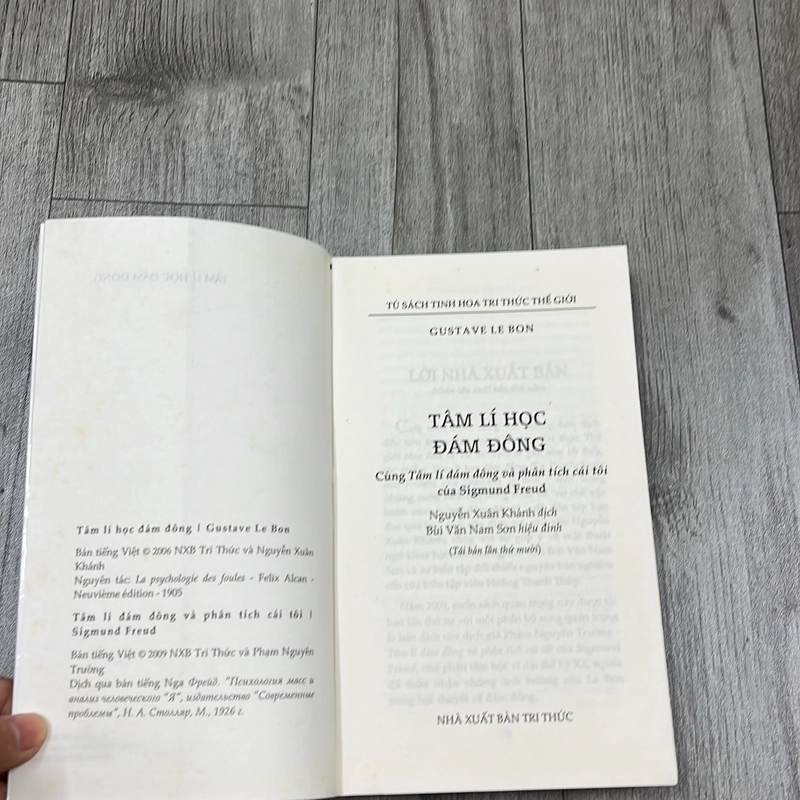 Tâm lí học đám đông | Gustave Le Bon
Bản tiếng Việt © 2006 NXB Tri Thức và Nguyễn Xuân
Khánh
Nguyên tác: La psychologie des foules - Felix Alcan -
Neuvième édition - 1905
Tâm lí đám đông và phân tích cái tôi |
Sigmund Freud
Bản tiếng Việt © 2009 NXB Tri Thức và Phạm Nguyên
Trường
Dịch qua bản tiếng Nga Фрейд. "Психология масс и
анализ человеческого "Я", издательство "Современные
проблемы", Н. А. Столляр, М., 1926 г.
TỦ SÁCH TINH HOA TRI THỨC THẾ GIỚI
GUSTAVE LE BON
LỜI NHÀ XUẤT BẢN
TÂM LÍ HỌC
ĐÁM ĐÔNG
Cùng Tâm lí đám đông và phân tích cái tôi
của Sigmund Freud
Nguyễn Xuân Khánh dịch
Bùi Văn Nam Sơn hiệu đính
(Tái bản lần thứ mười)
NHÀ XUẤT BẢN TRI THỨC